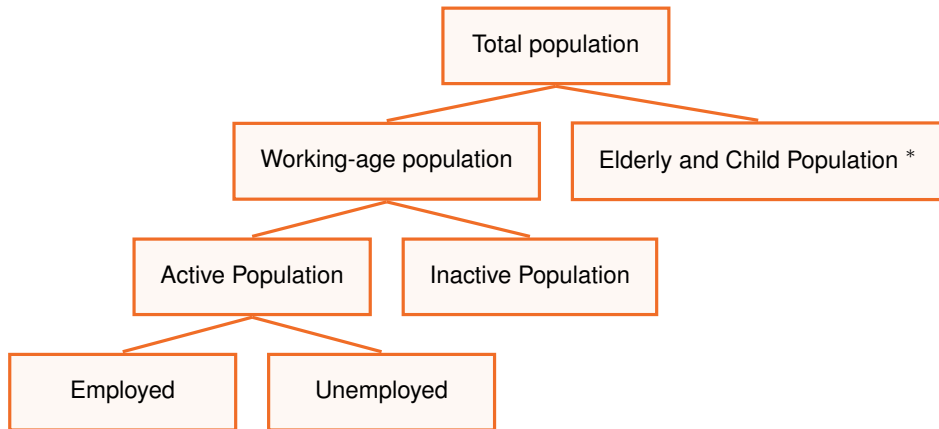 Total population
Working-age population
Elderly and Child Population *
Active Population
Inactive Population
Employed
Unemployed